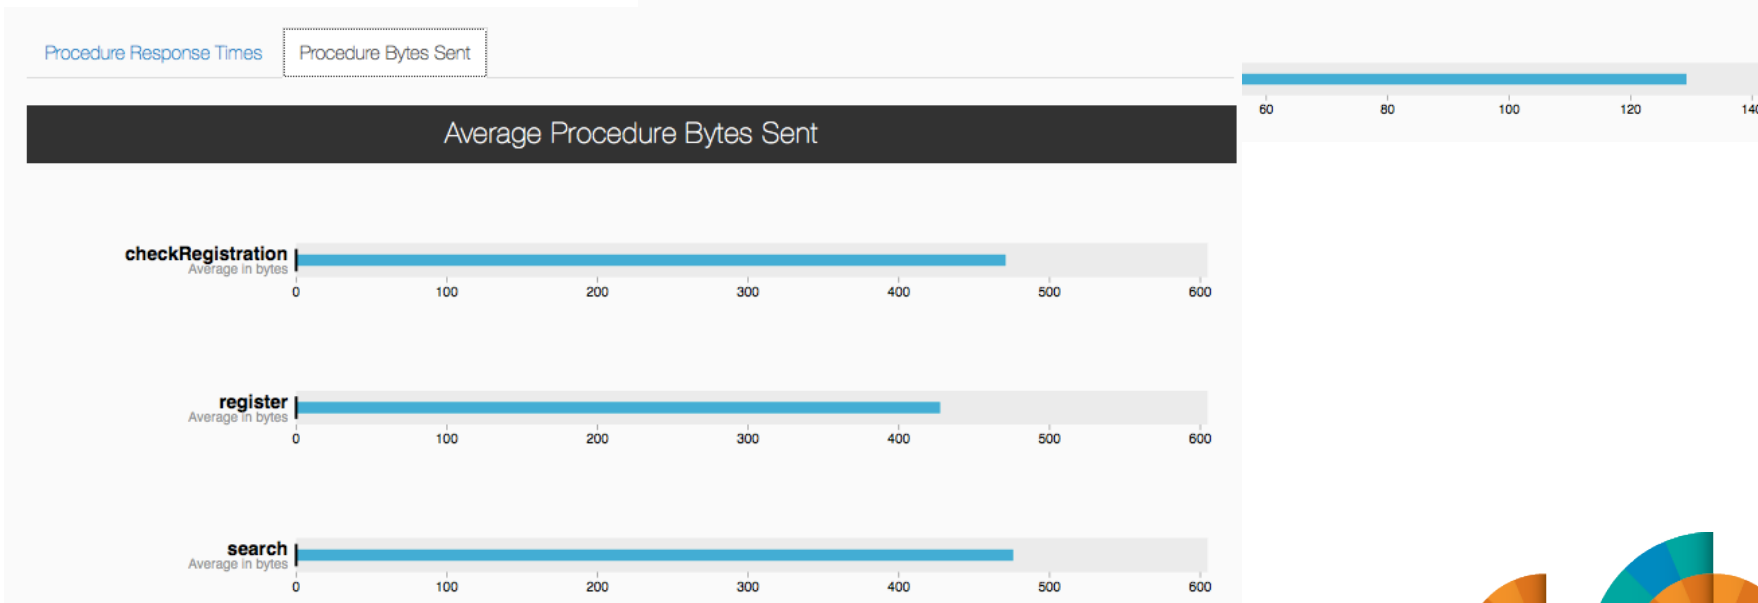 Procedure Response Times Procedure Bytes Sent
Average Procedure Bytes Sent
checkRegistration
Average in bytes
0 100 200 300 400 500 600
register
Average in bytes
0 100 200 300 400 500 600
search
Average in bytes
0 100 200 300 400 500 600
60 80 100 120 140